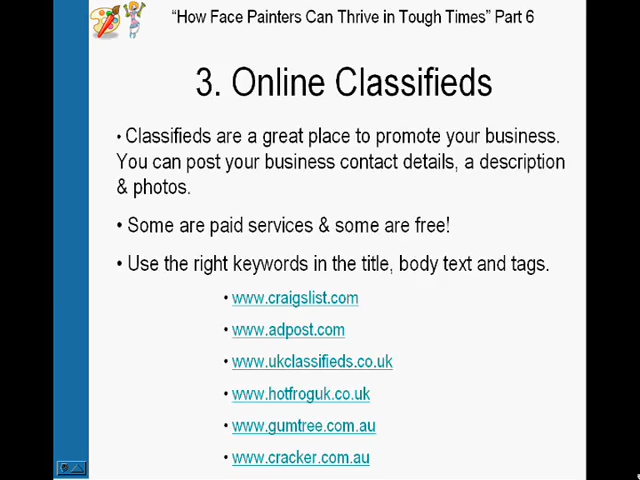 “How Face Painters Can Thrive in Tough Times” Part 6
3. Online Classifieds
• Classifieds are a great place to promote your business.
You can post your business contact details, a description
& photos.
• Some are paid services & some are free!
• Use the right keywords in the title, body text and tags.
• www.craigslist.com
• www.adpost.com
• www.ukclassifieds.co.uk
• www.hotfroguk.co.uk
• www.gumtree.com.au
• www.cracker.com.au